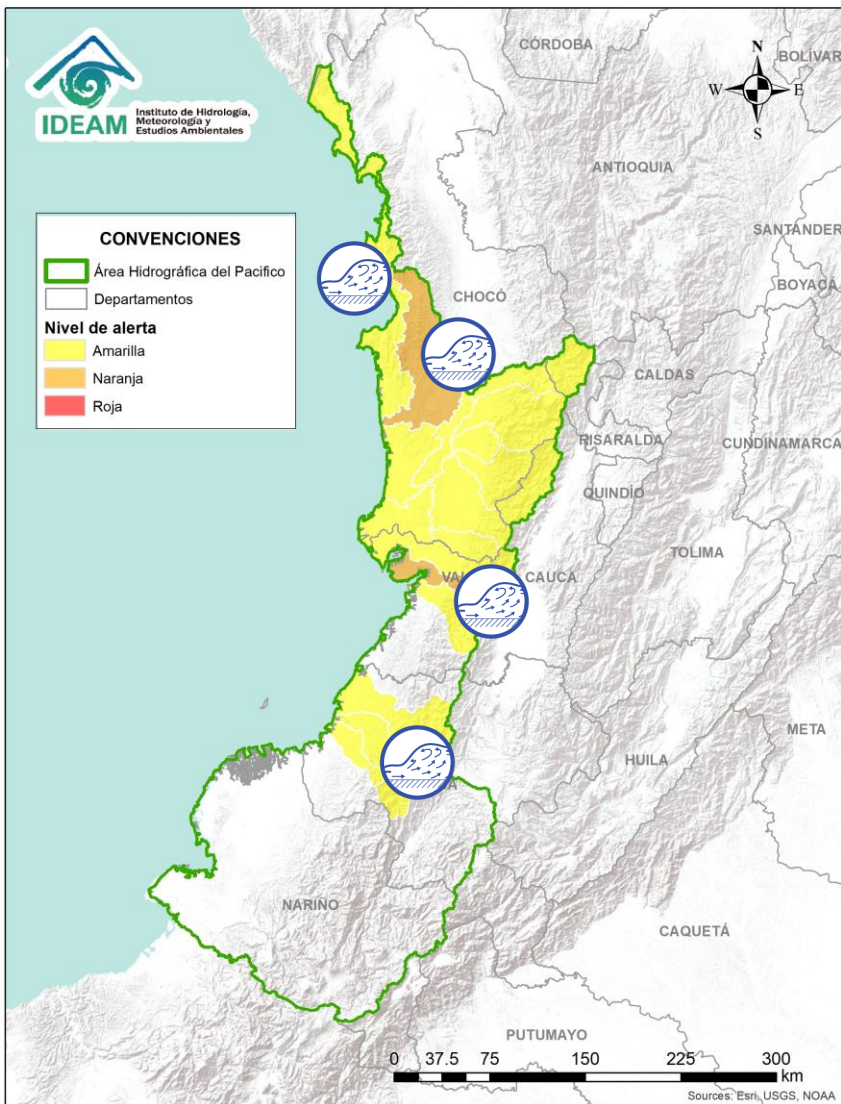 IDEAM
Instituto de Hidrología,
Meteorología y
Estudios Ambientales
CÓRDOBA
BOLÍVAR
N
W
E
S
ANTIOQUIA
SANTANDER
BOYACÁ
CONVENCIONES
Área Hidrográfica del Pacifico
Departamentos
Nivel de alerta
Amarilla
Naranja
Roja
CHOCÓ
CALDAS
RISARALDA
CUNDINAMARCA
QUINDÍO
TOLIMA
CAUCA
META
HUILA
NARIÑO
CAQUETÁ
PUTUMAYO
0 37.5 75 150 225 300
km
Sources: Esri, USGS, NOAA